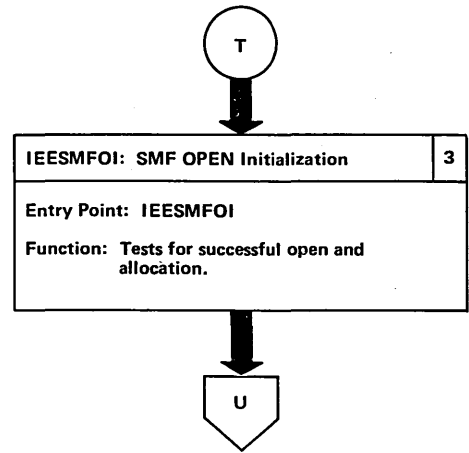 T
IEESMFOI: SMF OPEN Initialization 3
Entry Point: IEESMFOI
Function: Tests for successful open and
allocation.
U